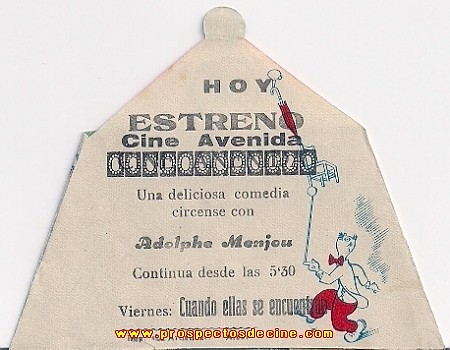 HOY
ESTRENO
Cine Avenida
Una deliciosa comedia
circense con
Adolphe Menjou
Continua desde las 5'30
Viernes: Cuando ellas se encuentran
www.prospectosdecine.com